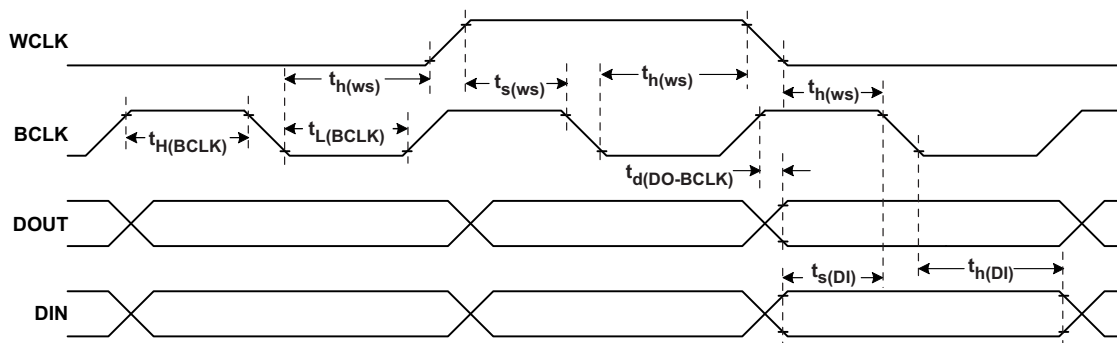 WCLK
t_h(ws)
t_s(ws)
t_h(ws)
t_h(ws)
BCLK
t_H(BCLK)
t_L(BCLK)
t_d(DO-BCLK)
DOUT
t_s(DI)
t_h(DI)
DIN